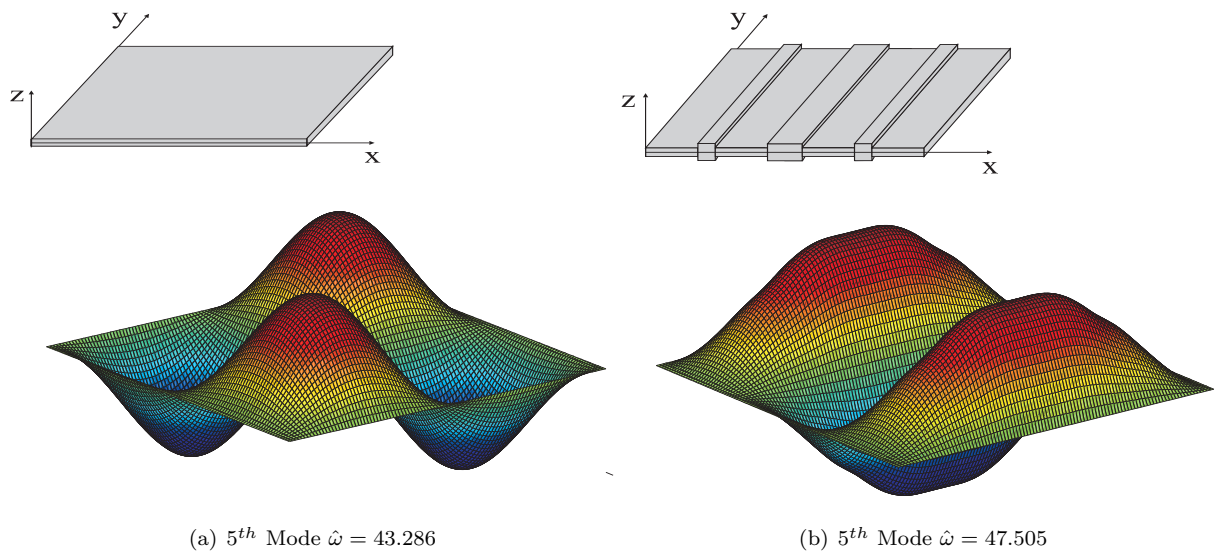 y
z
x
y
z
x
(a) 5th Mode ω̂ = 43.286
(b) 5th Mode ω̂ = 47.505